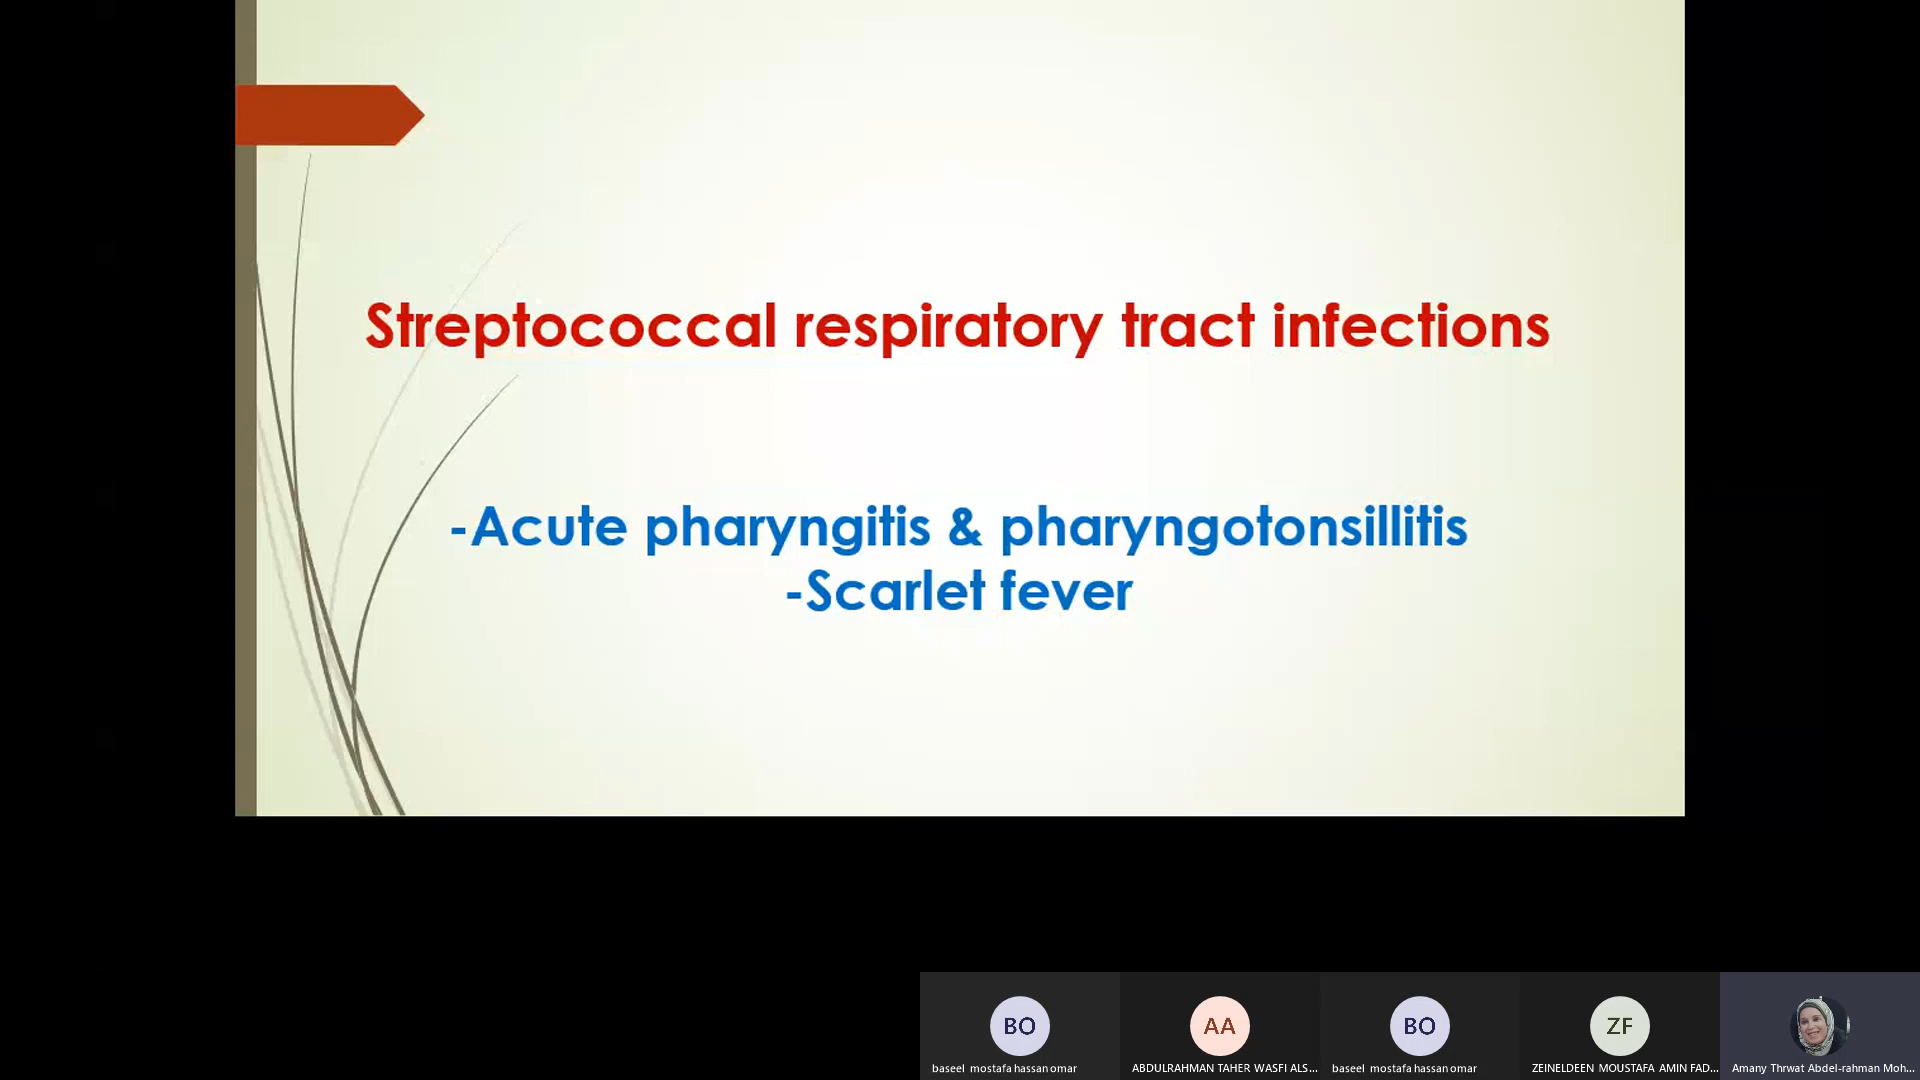 Streptococcal respiratory tract infections
-Acute pharyngitis & pharyngotonsillitis
-Scarlet fever
BO
AA
BO
ZF
baseel mostafa hassan omar
ABDULRAHMAN TAHER WASFI ALS...
baseel mostafa hassan omar
ZEINELDEEN MOUSTAFA AMIN FAD...
Amany Thrwat Abdel-rahman Moh...